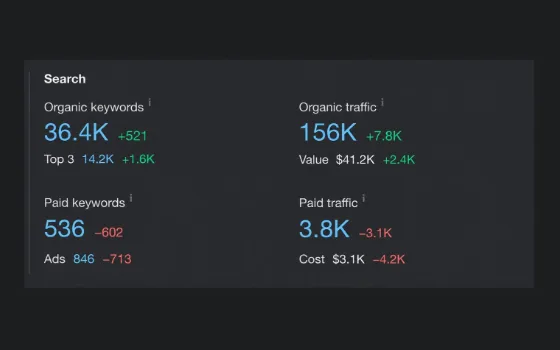 Search
Organic keywords i
36.4K +521
Top 3 14.2K +1.6K
Organic traffic i
156K +7.8K
Value $41.2K +2.4K
Paid keywords i
536 −602
Ads 846 −713
Paid traffic i
3.8K −3.1K
Cost $3.1K −4.2K